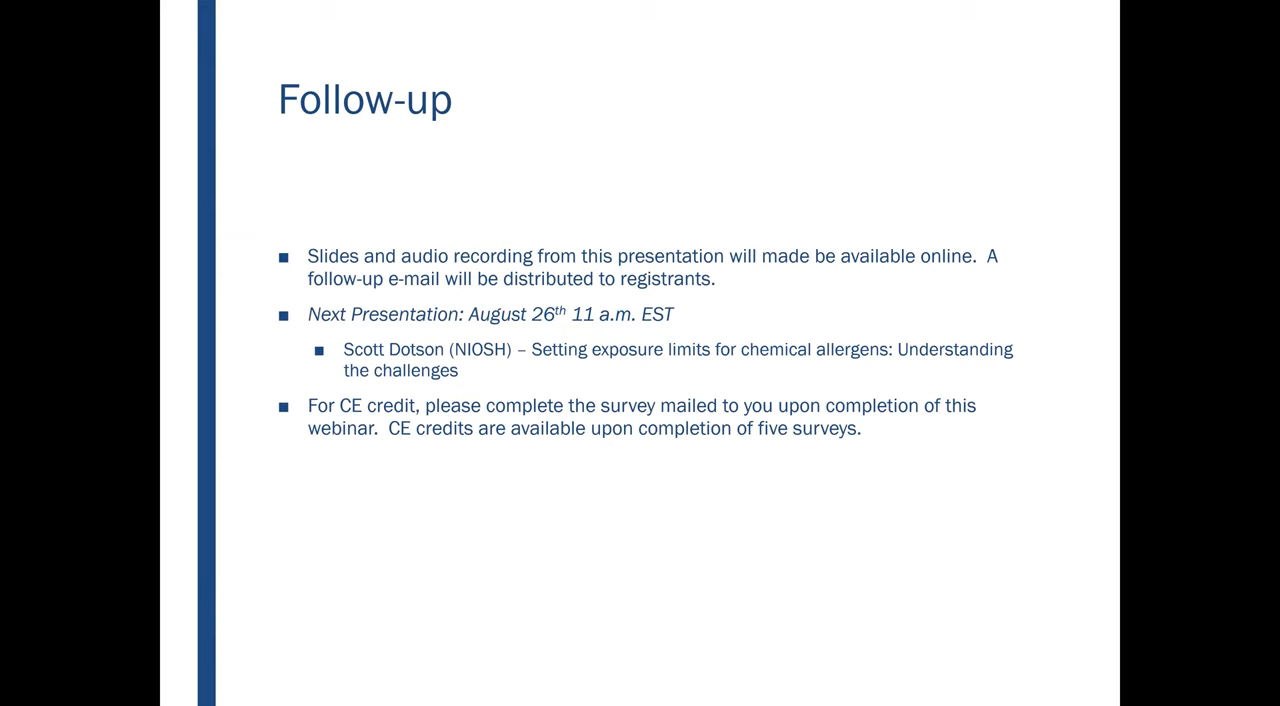 Follow-up
■ Slides and audio recording from this presentation will made be available online.  A
follow-up e-mail will be distributed to registrants.
■ Next Presentation: August 26th 11 a.m. EST
■ Scott Dotson (NIOSH) – Setting exposure limits for chemical allergens: Understanding
the challenges
■ For CE credit, please complete the survey mailed to you upon completion of this
webinar.  CE credits are available upon completion of five surveys.